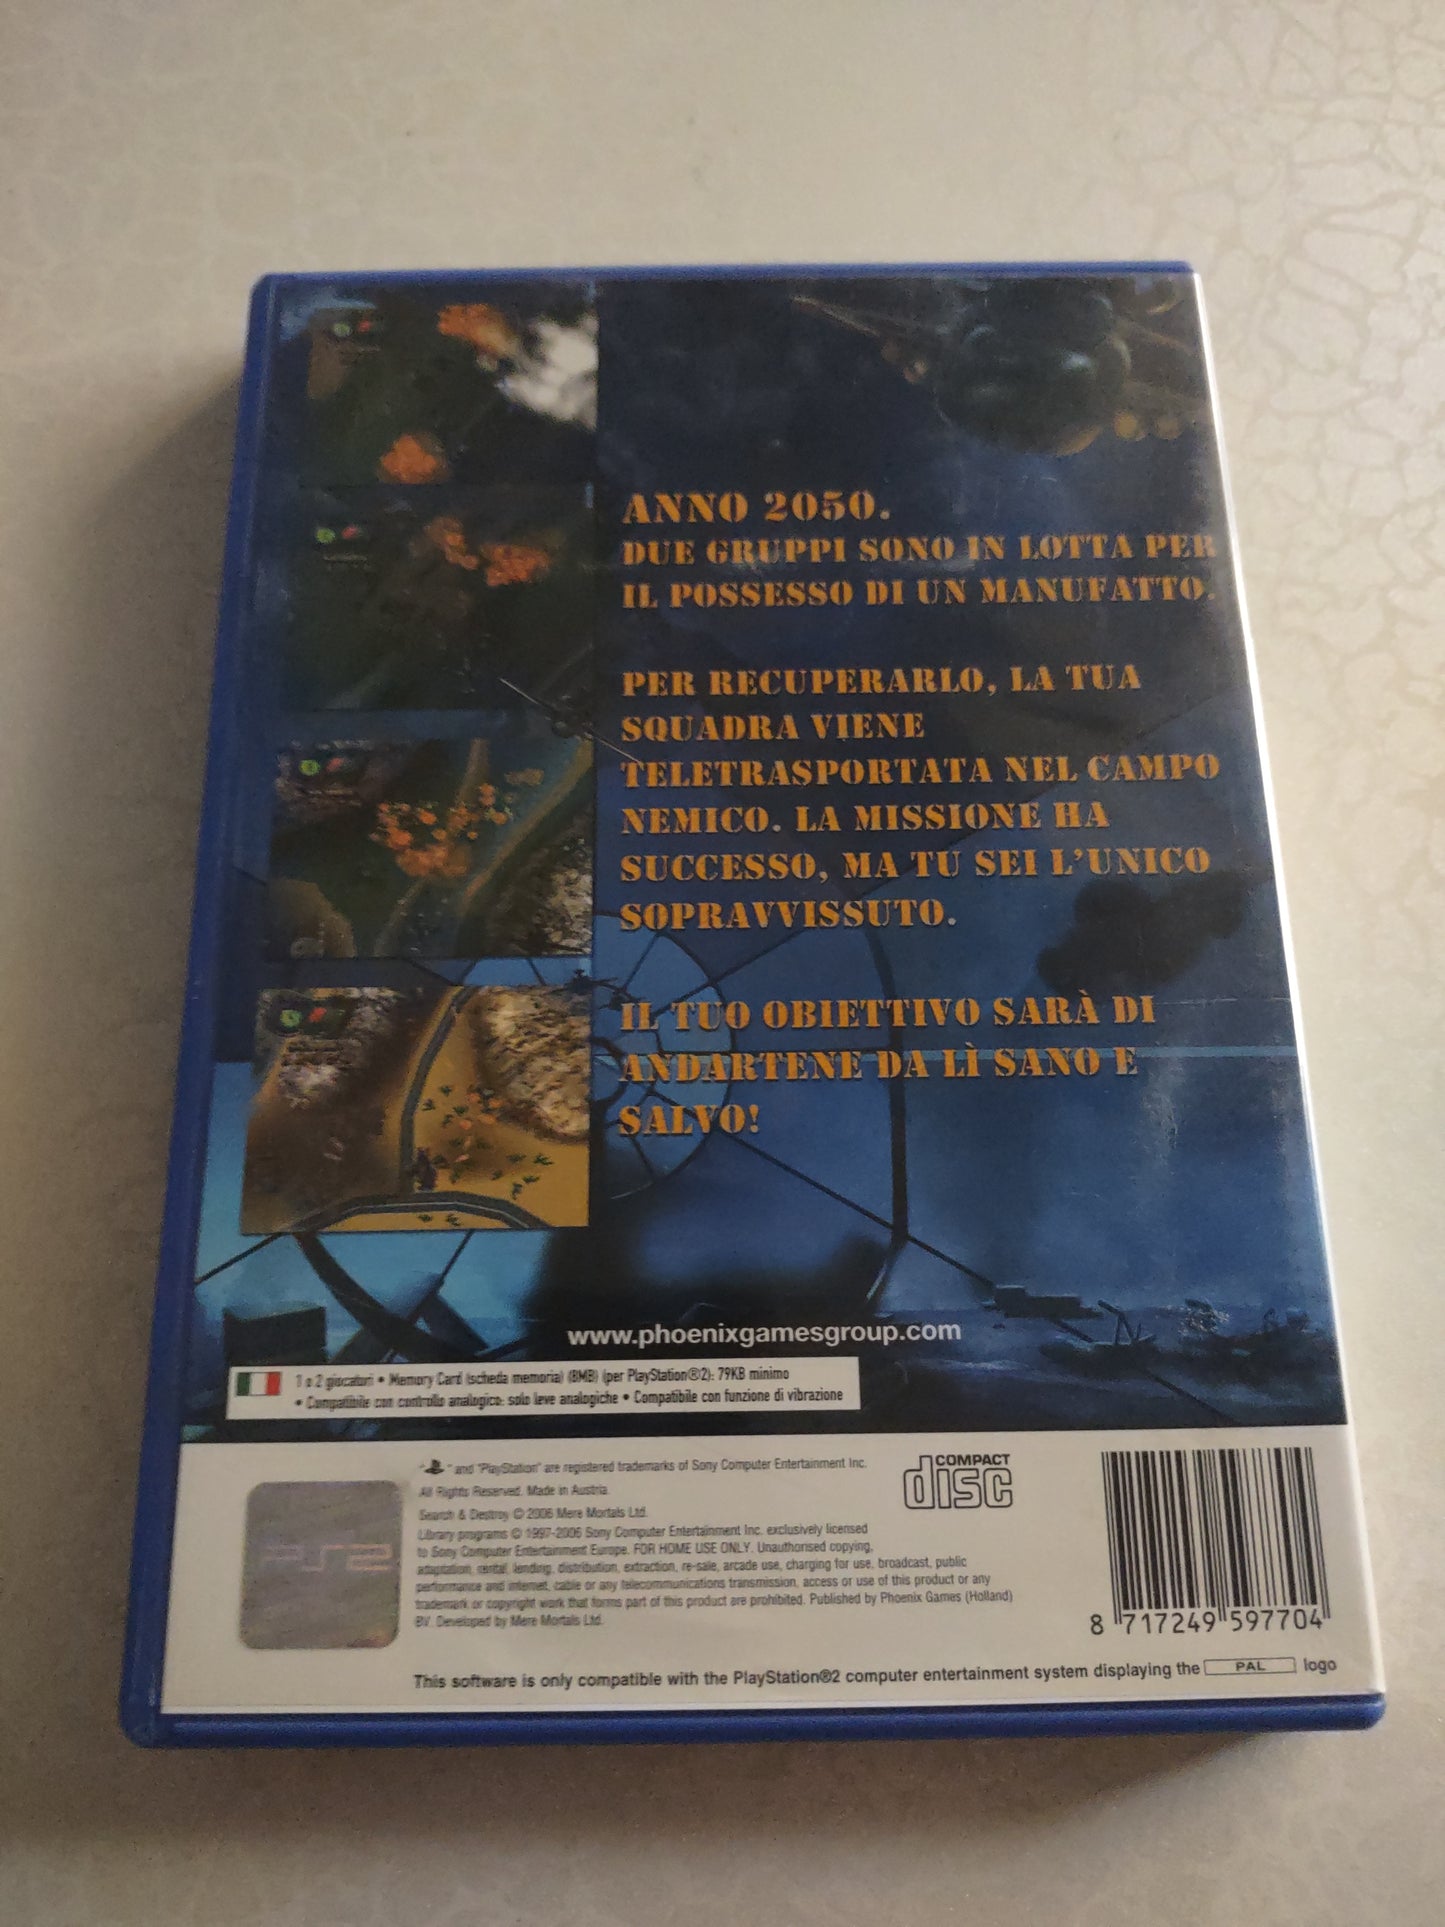 ANNO 2050.
DUE GRUPPI SONO IN LOTTA PER
IL POSSESSO DI UN MANUFATTO.
PER RECUPERARLO, LA TUA
SQUADRA VIENE
TELETRASPORTATA NEL CAMPO
NEMICO. LA MISSIONE HA
SUCCESSO, MA TU SEI L'UNICO
SOPRAVVISSUTO.
IL TUO OBIETTIVO SARÀ DI
ANDARTENE DA LÌ SANO E
SALVO!
www.phoenixgamesgroup.com
1 o 2 giocatori • Memory Card (scheda memoria) (8MB) (per PlayStation®2): 79KB minimo
• Compatibile con controllo analogico: solo leve analogiche • Compatibile con funzione di vibrazione
" " and "PlayStation" are registered trademarks of Sony Computer Entertainment Inc.
All Rights Reserved. Made in Austria.
Search & Destroy © 2006 Mere Mortals Ltd.
Library programs © 1997-2006 Sony Computer Entertainment Inc. exclusively licensed
to Sony Computer Entertainment Europe. FOR HOME USE ONLY. Unauthorised copying,
adaptation, rental, lending, distribution, extraction, re-sale, arcade use, charging for use, broadcast, public
performance and internet, cable or any telecommunications transmission, access or use of this product or any
trademark or copyright work that forms part of this product are prohibited. Published by Phoenix Games (Holland)
BV. Developed by Mere Mortals Ltd.
PS2
COMPACT
disc
8 717249 597704
This software is only compatible with the PlayStation®2 computer entertainment system displaying the PAL logo